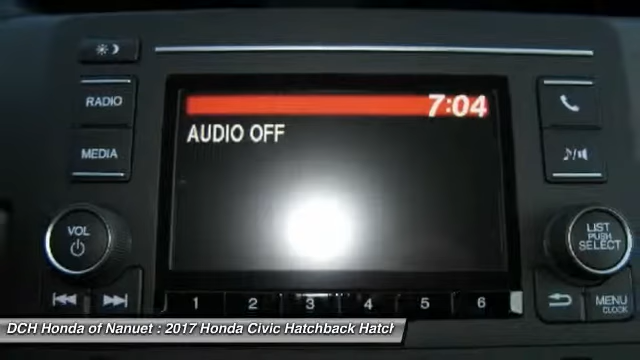 RADIO
7:04
AUDIO OFF
MEDIA
VOL
LIST
PUSH
SELECT
1 2 3 4 5 6
MENU
CLOCK
DCH Honda of Nanuet : 2017 Honda Civic Hatchback Hatch